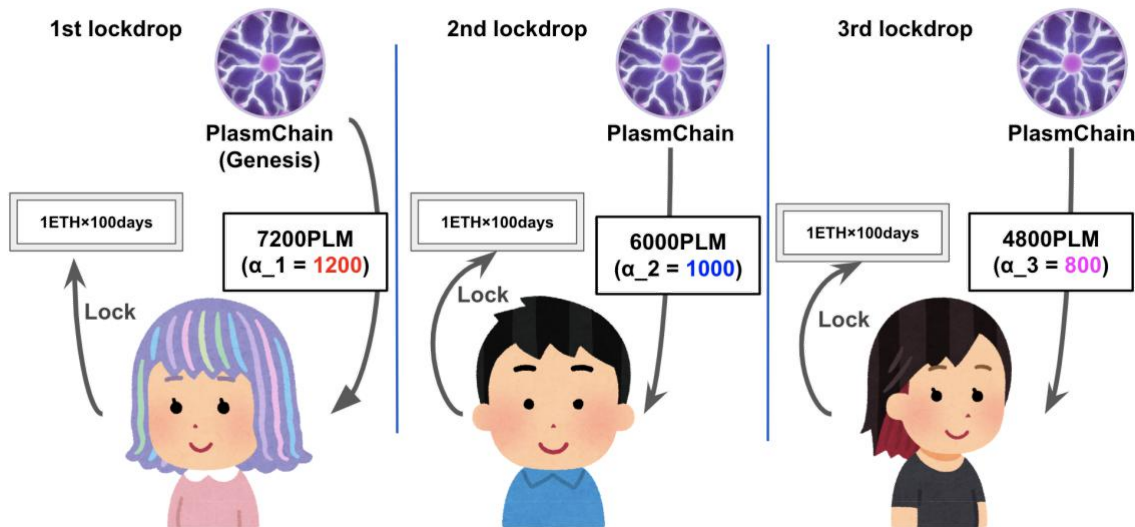 1st lockdrop
PlasmChain
(Genesis)
1ETH×100days
7200PLM
(α_1 = 1200)
Lock
2nd lockdrop
PlasmChain
1ETH×100days
6000PLM
(α_2 = 1000)
Lock
3rd lockdrop
PlasmChain
1ETH×100days
4800PLM
(α_3 = 800)
Lock